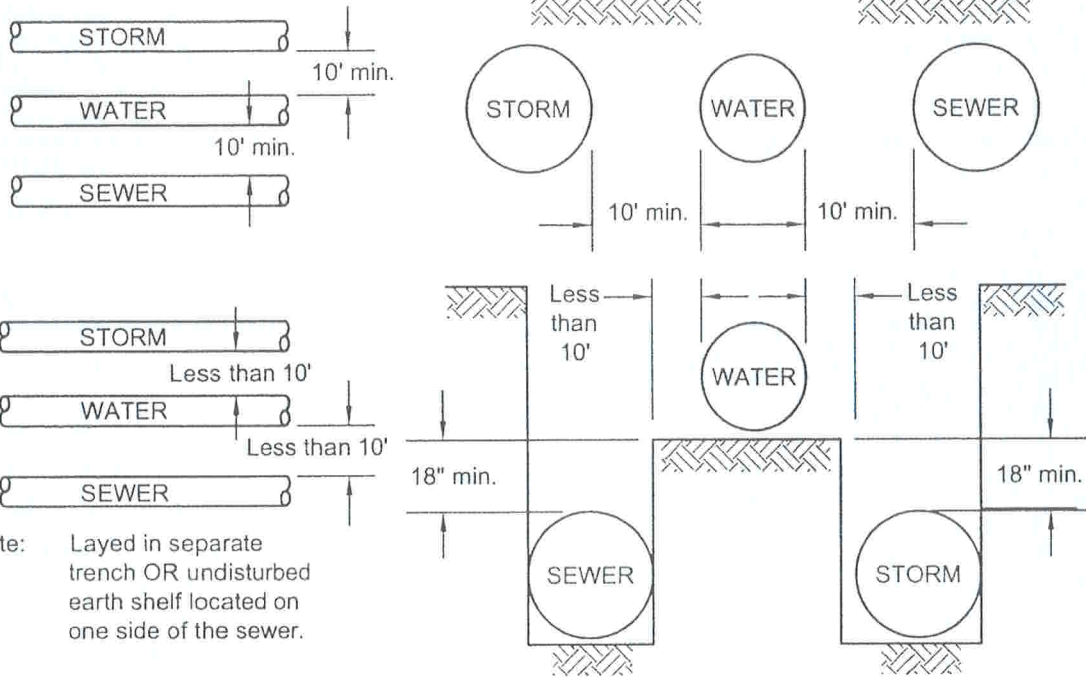 STORM
10' min.
WATER
10' min.
SEWER
STORM
WATER
SEWER
10' min.
10' min.
STORM
Less than 10'
WATER
Less than 10'
SEWER
te: Layed in separate
trench OR undisturbed
earth shelf located on
one side of the sewer.
Less
than
10'
Less
than
10'
WATER
18" min.
18" min.
SEWER
STORM